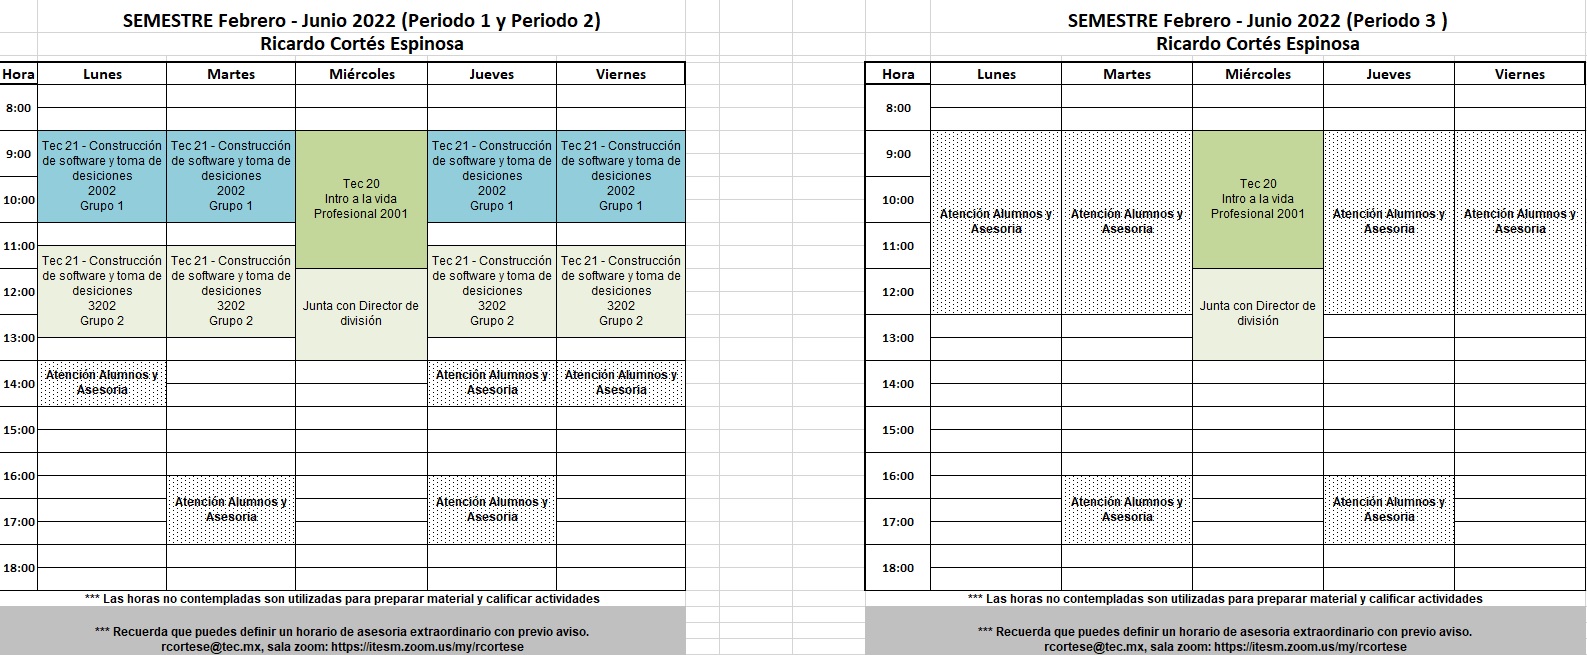 SEMESTRE Febrero - Junio 2022 (Periodo 1 y Periodo 2)
Ricardo Cortés Espinosa
Hora Lunes Martes Miércoles Jueves Viernes
8:00
9:00
10:00
11:00
12:00
13:00
14:00
15:00
16:00
17:00
18:00
Tec 21 - Construcción
de software y toma de
desiciones
2002
Grupo 1
Tec 21 - Construcción
de software y toma de
desiciones
2002
Grupo 1
Tec 20
Intro a la vida
Profesional 2001
Tec 21 - Construcción
de software y toma de
desiciones
2002
Grupo 1
Tec 21 - Construcción
de software y toma de
desiciones
2002
Grupo 1
Tec 21 - Construcción
de software y toma de
desiciones
3202
Grupo 2
Tec 21 - Construcción
de software y toma de
desiciones
3202
Grupo 2
Junta con Director de
división
Tec 21 - Construcción
de software y toma de
desiciones
3202
Grupo 2
Tec 21 - Construcción
de software y toma de
desiciones
3202
Grupo 2
Atención Alumnos y
Asesoria
Atención Alumnos y
Asesoria
Atención Alumnos y
Asesoria
Atención Alumnos y
Asesoria
Atención Alumnos y
Asesoria
*** Las horas no contempladas son utilizadas para preparar material y calificar actividades
*** Recuerda que puedes definir un horario de asesoria extraordinario con previo aviso.
rcortese@tec.mx, sala zoom: https://itesm.zoom.us/my/rcortese
SEMESTRE Febrero - Junio 2022 (Periodo 3 )
Ricardo Cortés Espinosa
Hora Lunes Martes Miércoles Jueves Viernes
8:00
9:00
10:00
11:00
12:00
13:00
14:00
15:00
16:00
17:00
18:00
Atención Alumnos y
Asesoria
Atención Alumnos y
Asesoria
Tec 20
Intro a la vida
Profesional 2001
Atención Alumnos y
Asesoria
Atención Alumnos y
Asesoria
Junta con Director de
división
Atención Alumnos y
Asesoria
Atención Alumnos y
Asesoria
*** Las horas no contempladas son utilizadas para preparar material y calificar actividades
*** Recuerda que puedes definir un horario de asesoria extraordinario con previo aviso.
rcortese@tec.mx, sala zoom: https://itesm.zoom.us/my/rcortese